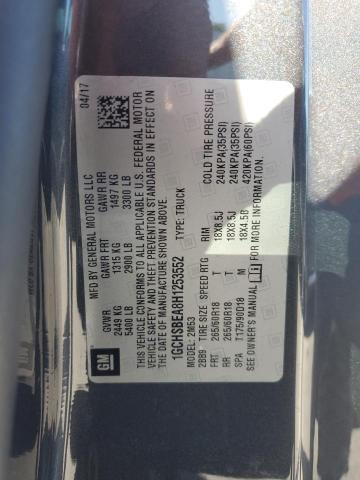 GM
MFD BY GENERAL MOTORS LLC
04/17
GVWR GAWR FRT GAWR RR
2449 KG 1315 KG 1497 KG
5400 LB 2900 LB 3300 LB
THIS VEHICLE CONFORMS TO ALL APPLICABLE U.S. FEDERAL MOTOR
VEHICLE SAFETY AND THEFT PREVENTION STANDARDS IN EFFECT ON
THE DATE OF MANUFACTURE SHOWN ABOVE.
1GCHSBEA8H1253552 TYPE: TRUCK
MODEL: 2M53
2BB9 TIRE SIZE SPEED RTG RIM COLD TIRE PRESSURE
FRT 265/60R18 T 18X8.5J 240KPA(35PSI)
RR 265/60R18 T 18X8.5J 240KPA(35PSI)
SPA T175/90D18 M 18X4.5B 420KPA(60PSI)
SEE OWNER'S MANUAL FOR MORE INFORMATION.